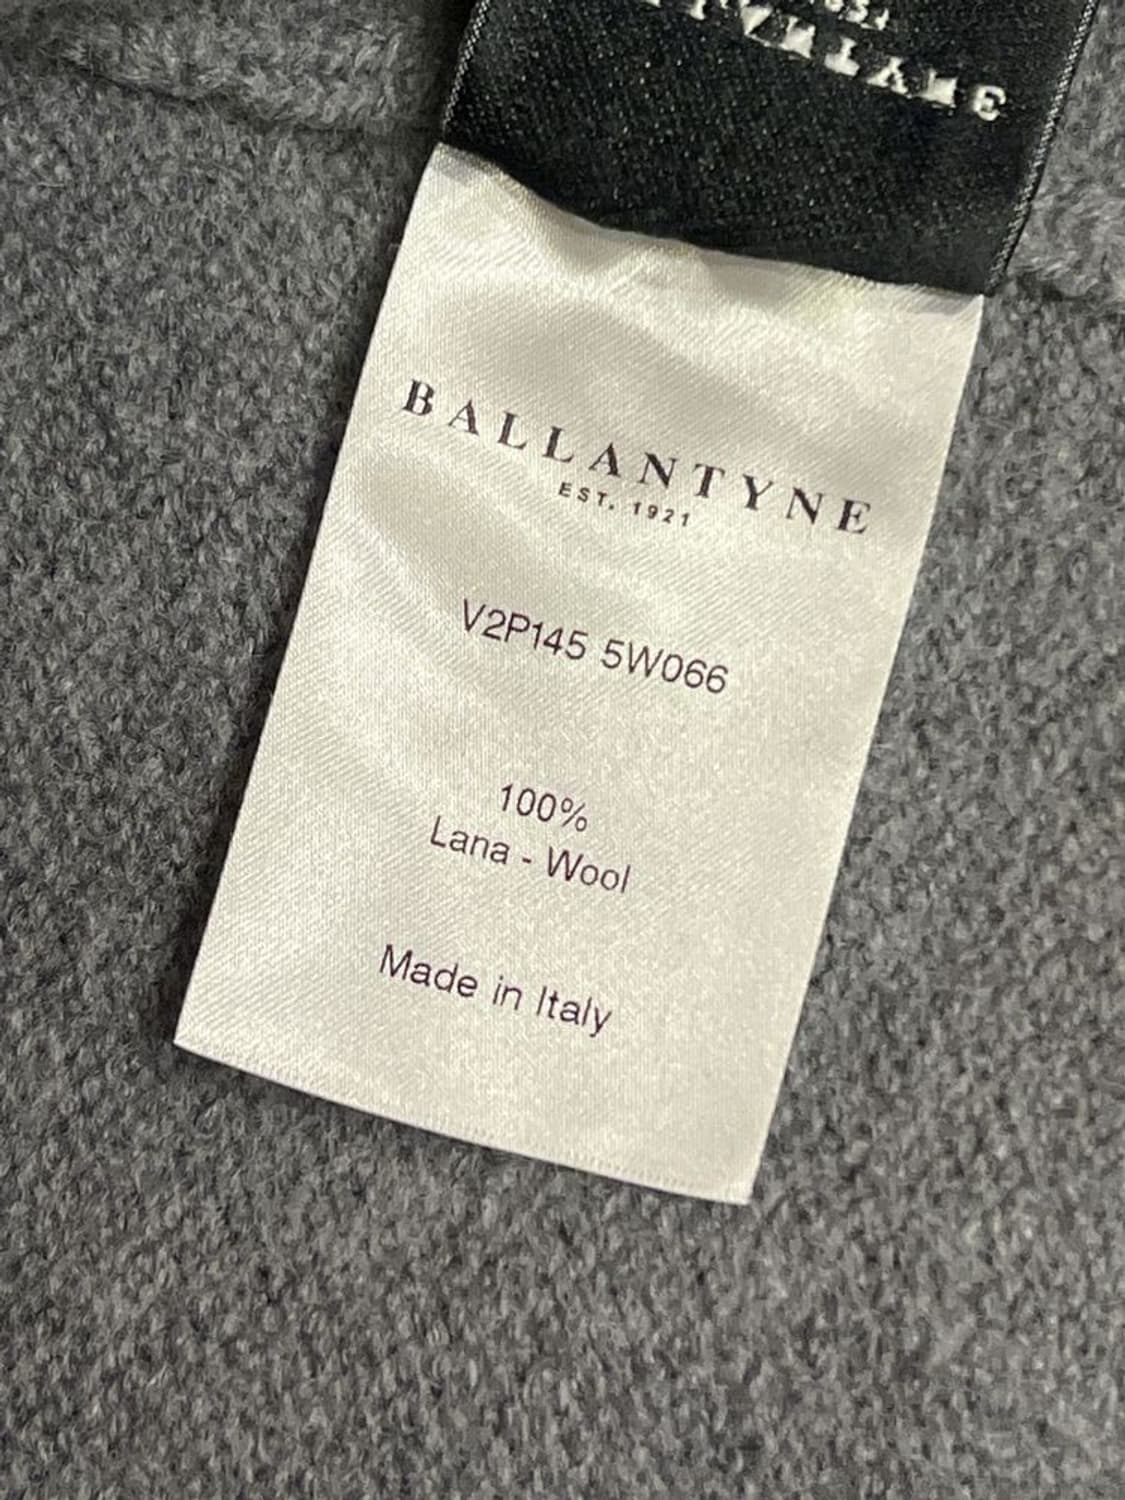 BALLANTYNE
EST. 1921
V2P145 5W066
100%
Lana - Wool
Made in Italy